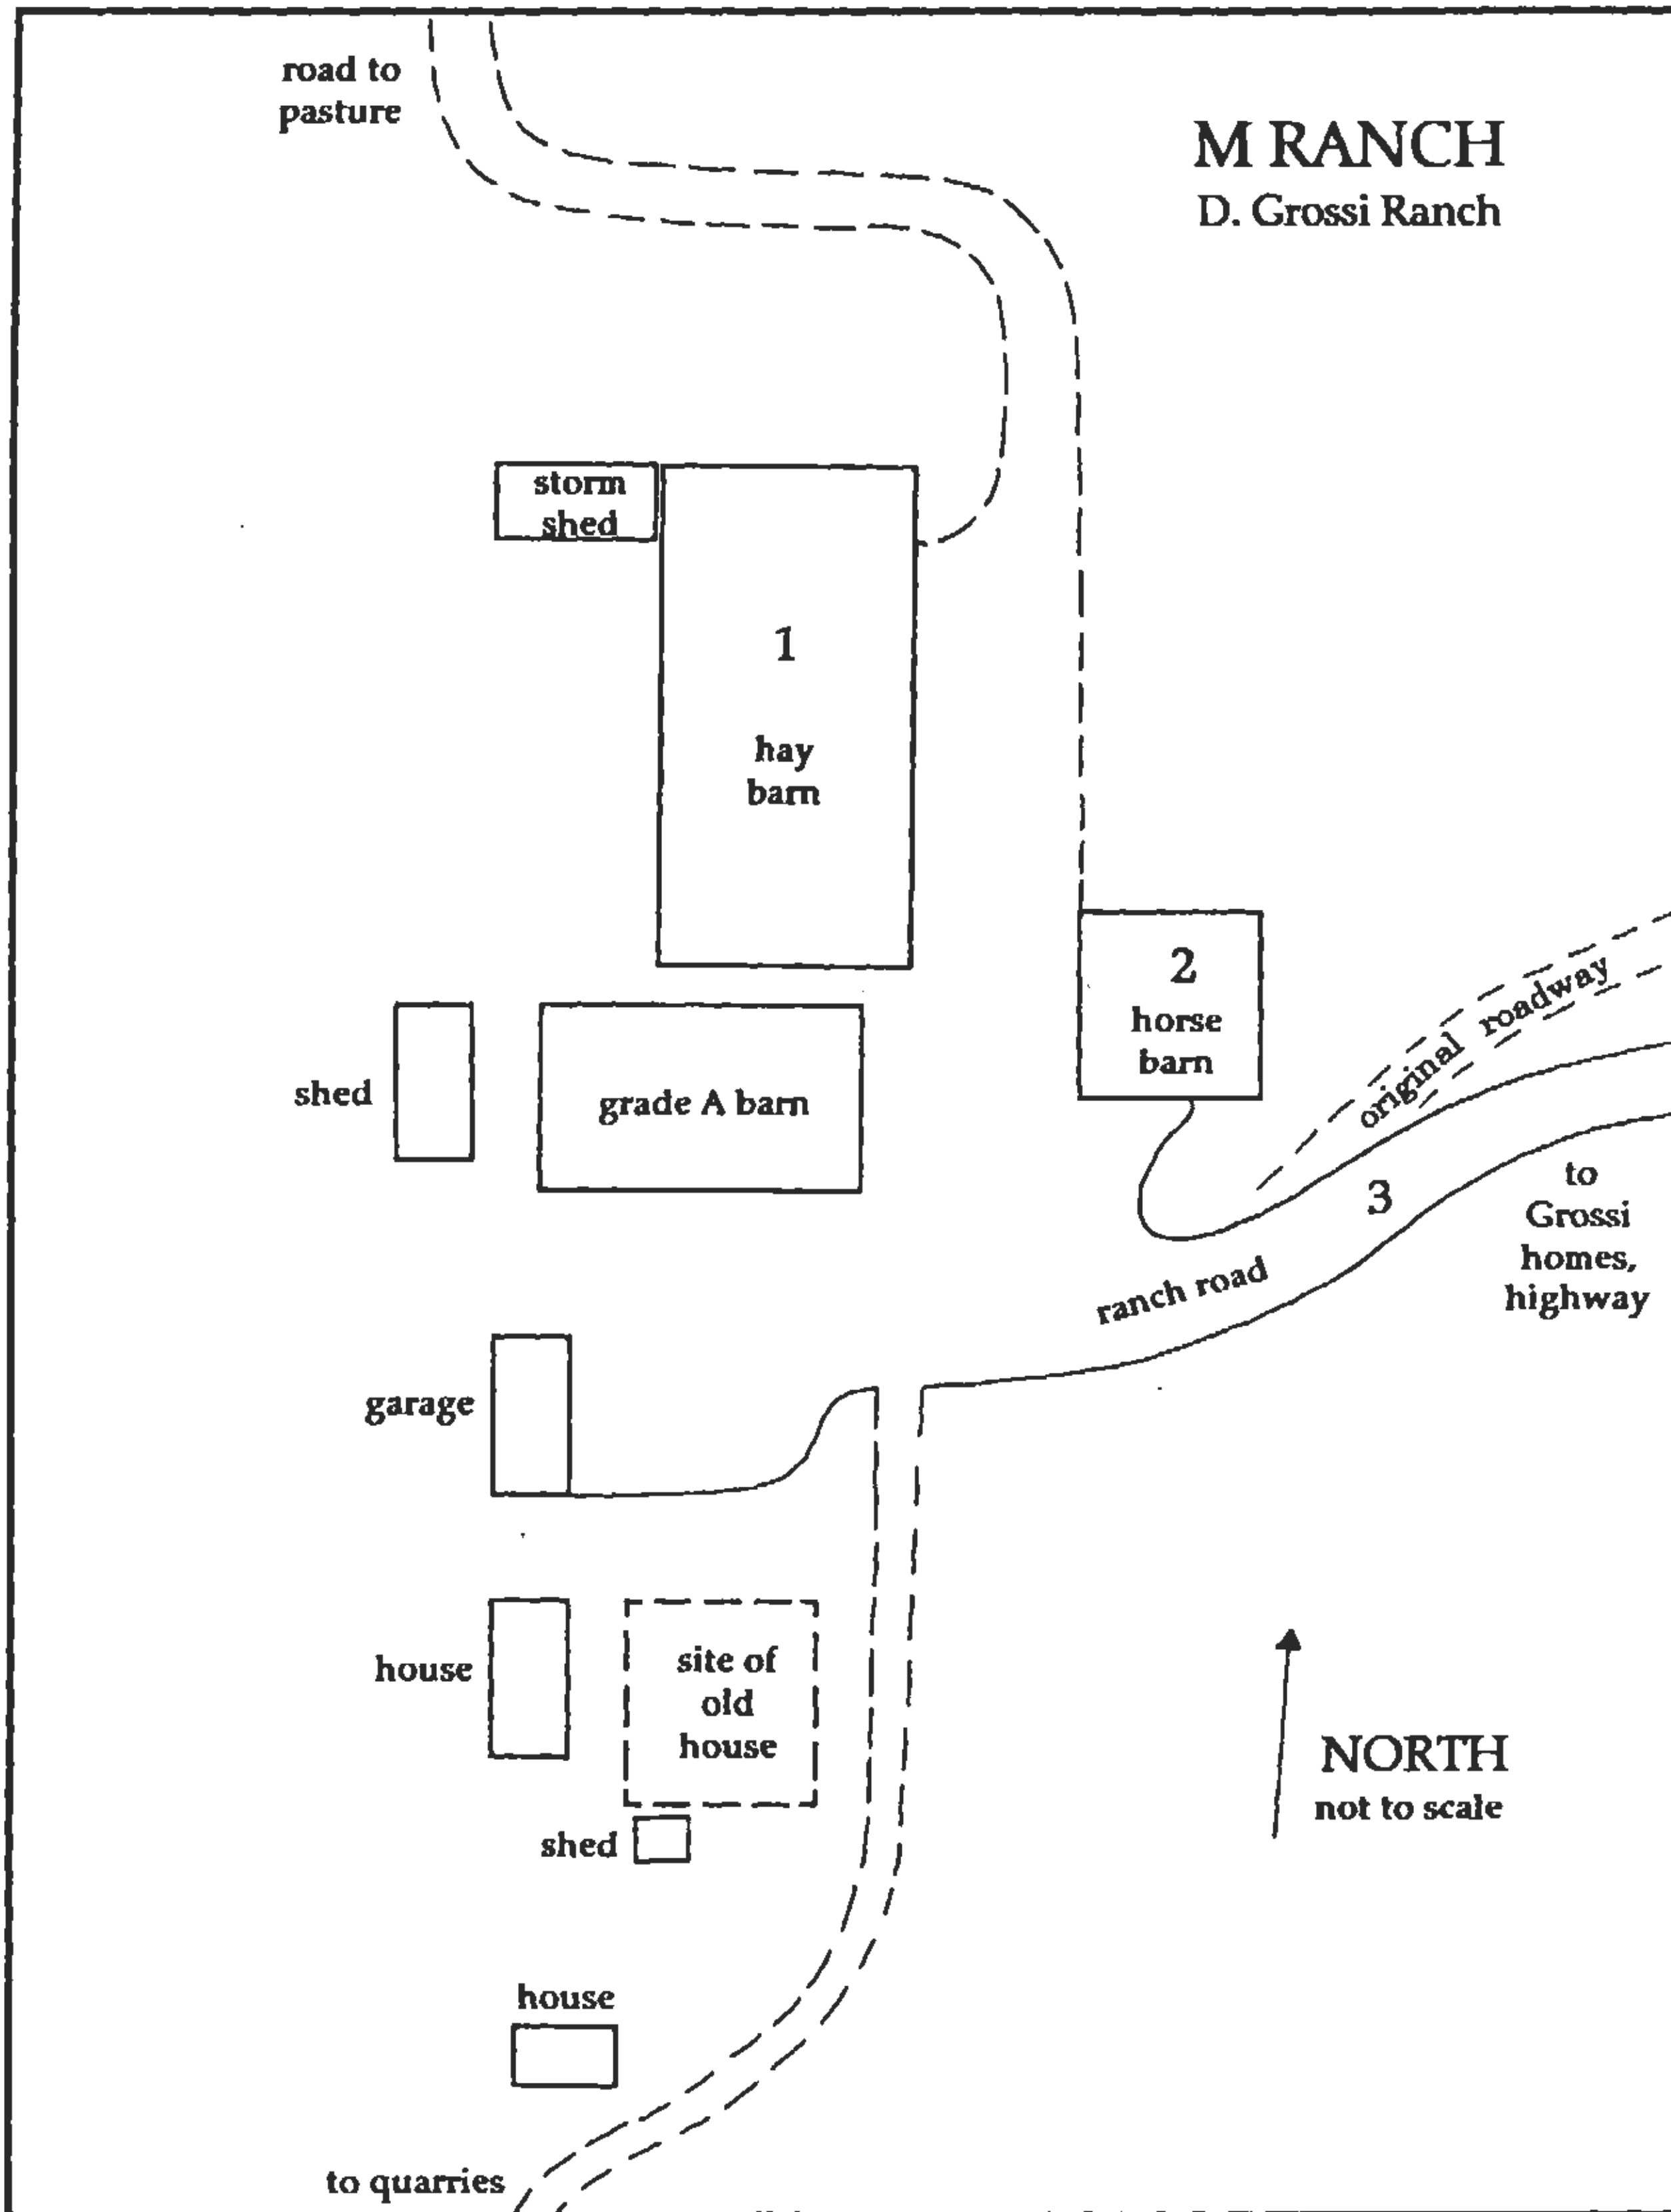 road to
pasture
M RANCH
D. Grossi Ranch
storm
shed
1
hay
barn
2
horse
barn
original roadway
shed
grade A barn
3
to
Grossi
homes,
highway
ranch road
garage
house
site of
old
house
NORTH
not to scale
shed
house
to quarries